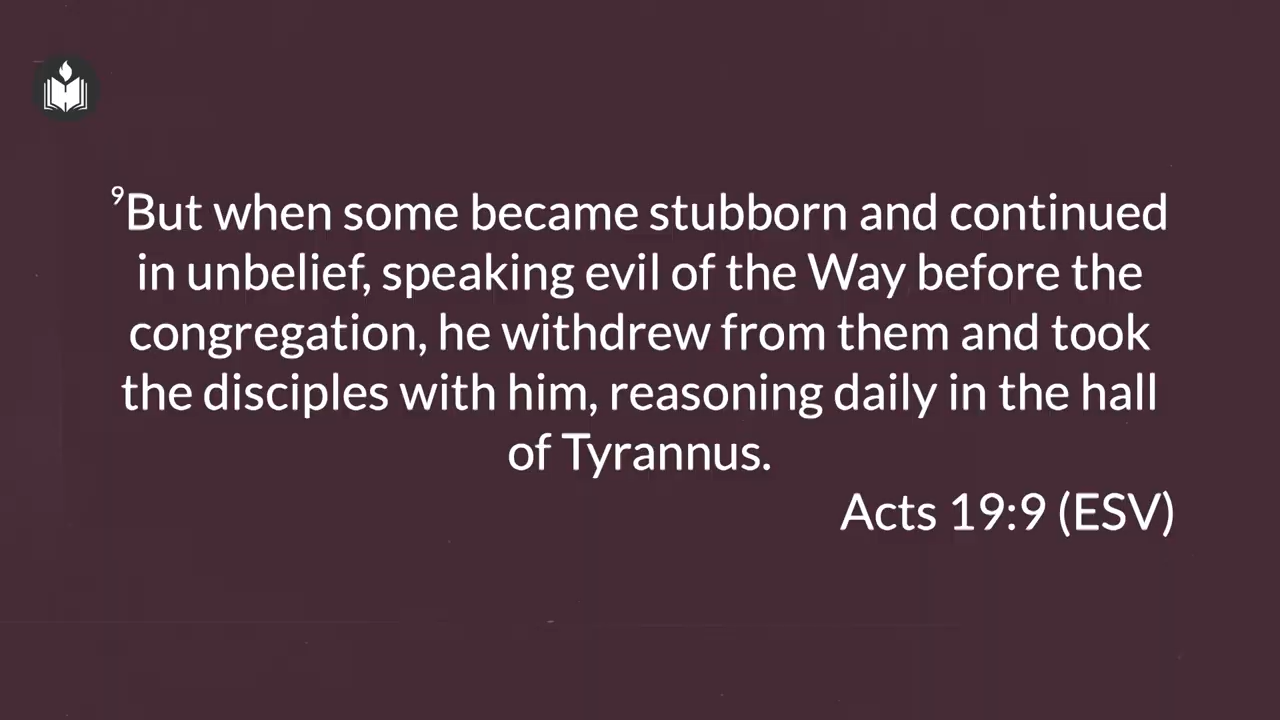 ⁹But when some became stubborn and continued
in unbelief, speaking evil of the Way before the
congregation, he withdrew from them and took
the disciples with him, reasoning daily in the hall
of Tyrannus.
Acts 19:9 (ESV)